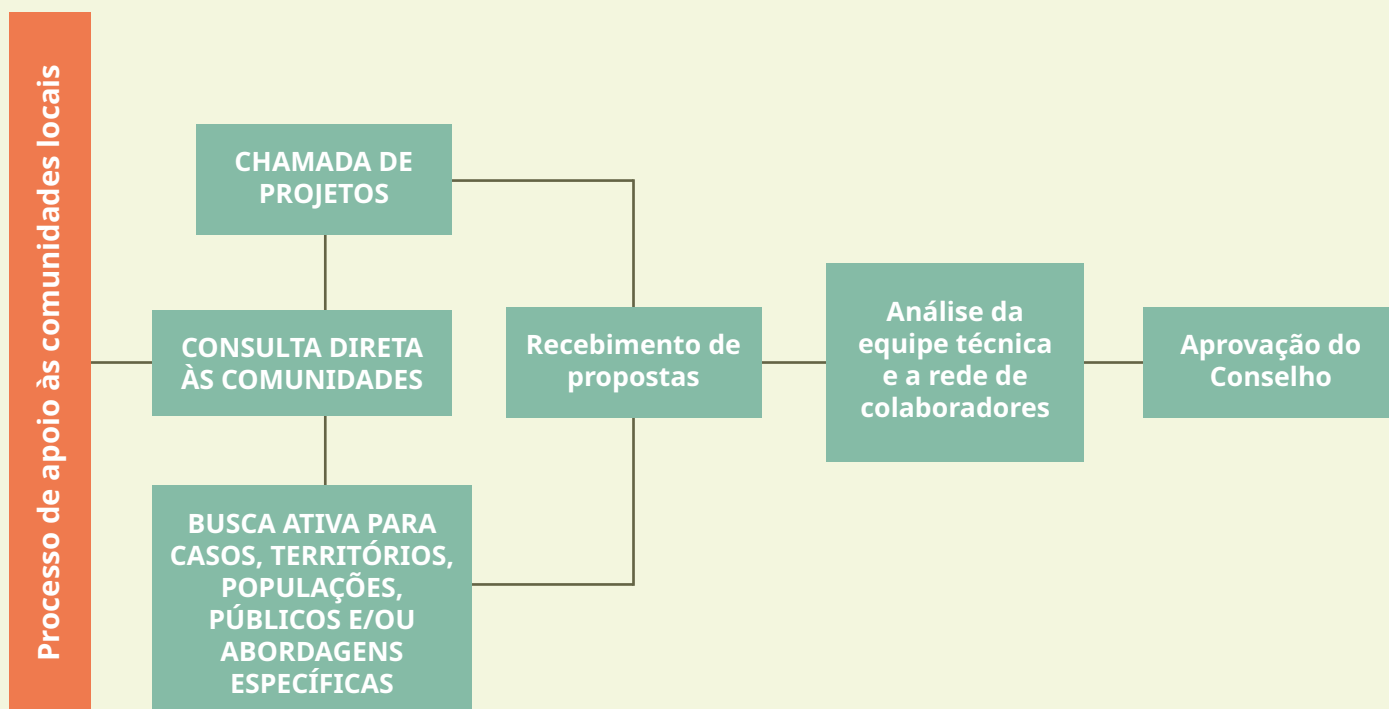 Processo de apoio às comunidades locais
CHAMADA DE
PROJETOS
CONSULTA DIRETA
ÀS COMUNIDADES
BUSCA ATIVA PARA
CASOS, TERRITÓRIOS,
POPULAÇÕES,
PÚBLICOS E/OU
ABORDAGENS
ESPECÍFICAS
Recebimento de
propostas
Análise da
equipe técnica
e a rede de
colaboradores
Aprovação do
Conselho